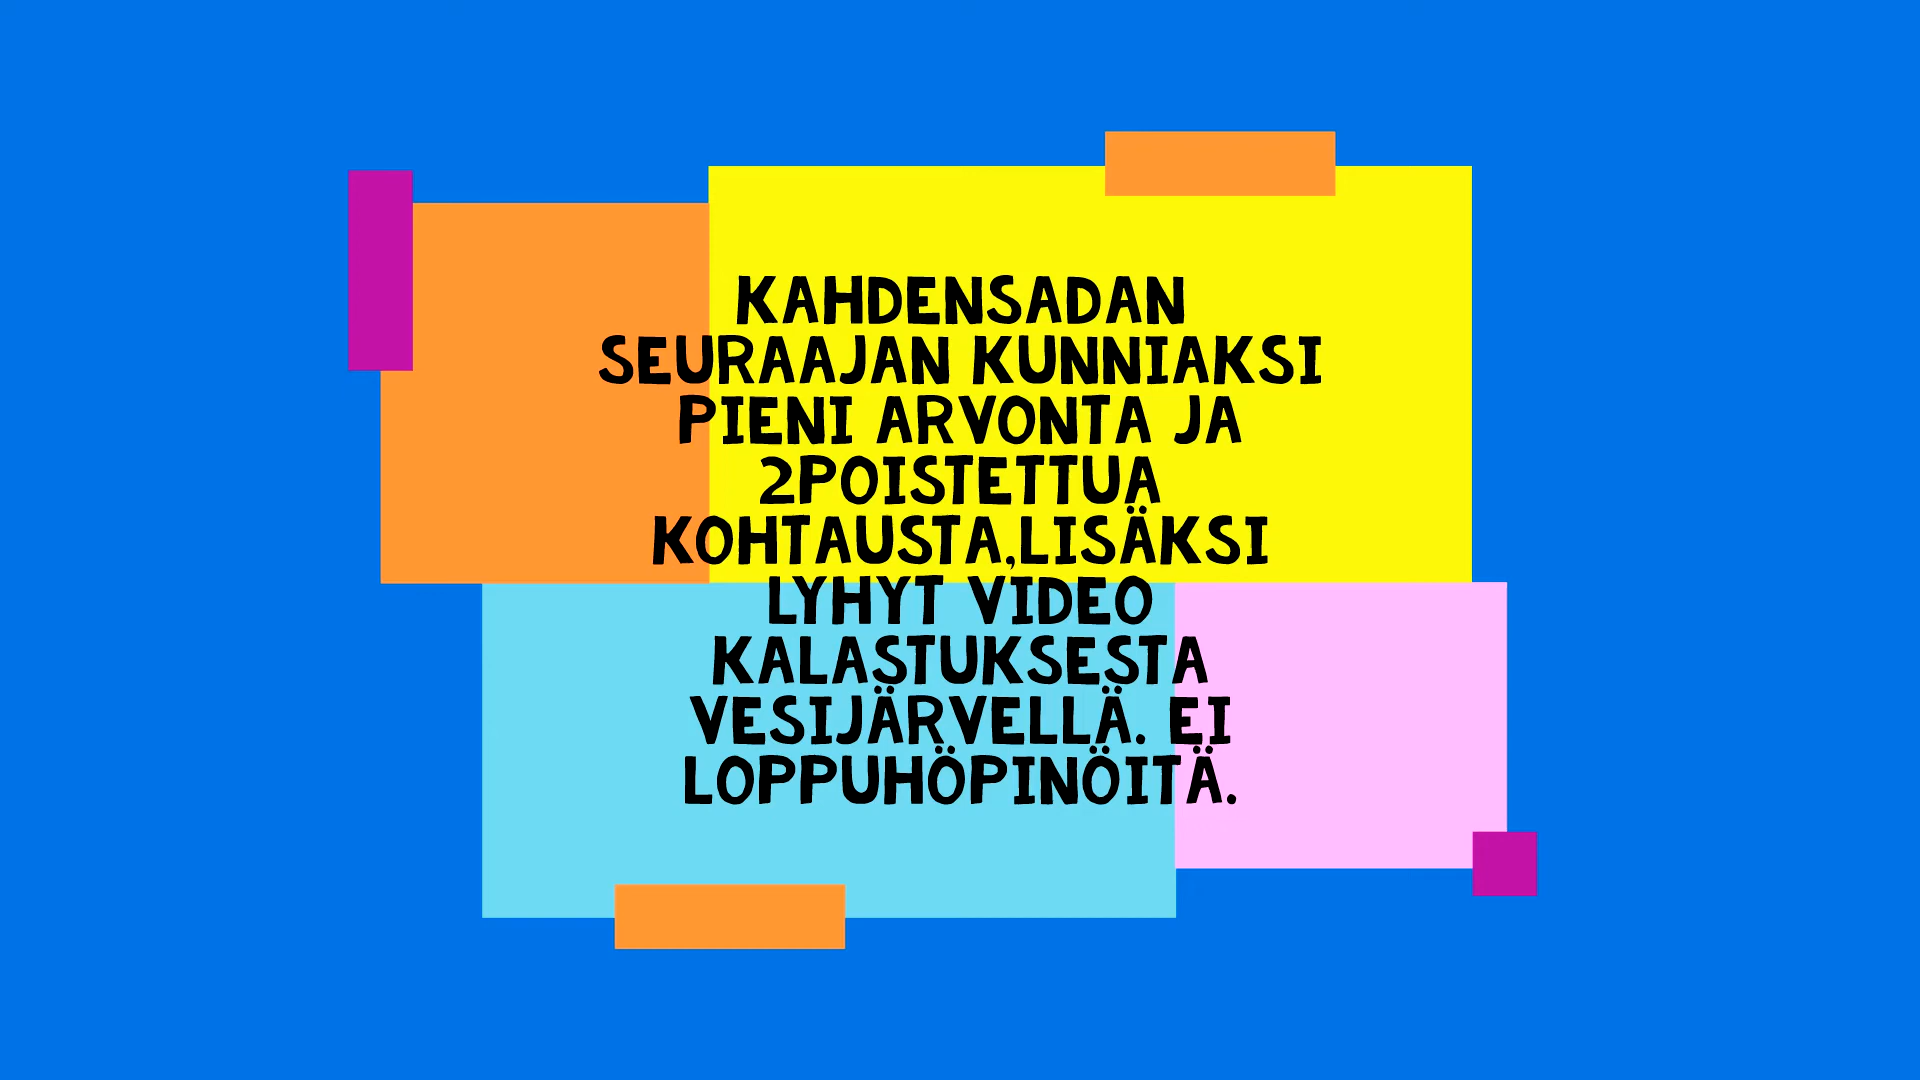 KAHDENSADAN
SEURAAJAN KUNNIAKSI
PIENI ARVONTA JA
2POISTETTUA
KOHTAUSTA,LISÄKSI
LYHYT VIDEO
KALASTUKSESTA
VESIJÄRVELLÄ. EI
LOPPUHÖPINÖITÄ.